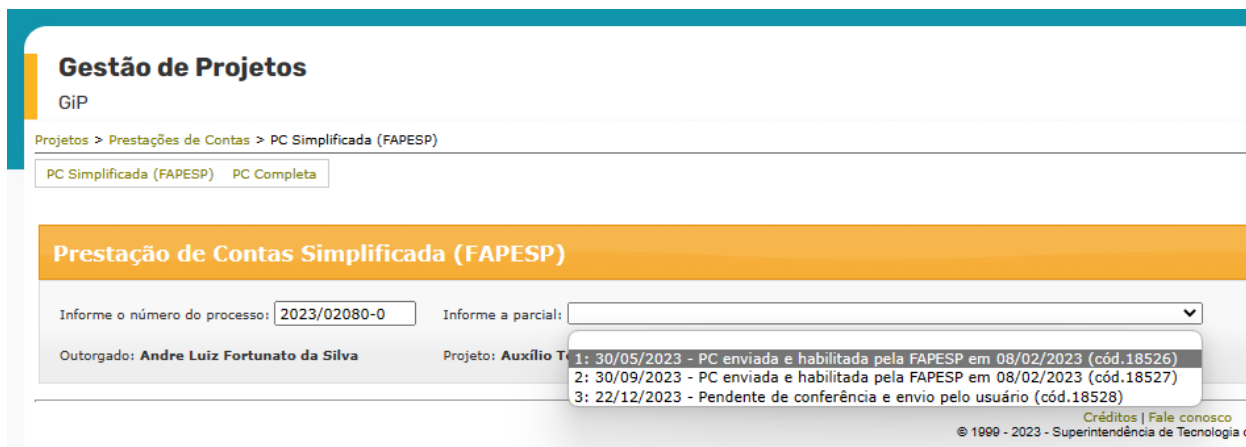 Gestão de Projetos
GiP
Projetos > Prestações de Contas > PC Simplificada (FAPESP)
PC Simplificada (FAPESP) PC Completa
Prestação de Contas Simplificada (FAPESP)
Informe o número do processo: 2023/02080-0 Informe a parcial:
Outorgado: Andre Luiz Fortunato da Silva Projeto: Auxílio
1: 30/05/2023 - PC enviada e habilitada pela FAPESP em 08/02/2023 (cód.18526)
2: 30/09/2023 - PC enviada e habilitada pela FAPESP em 08/02/2023 (cód.18527)
3: 22/12/2023 - Pendente de conferência e envio pelo usuário (cód.18528)
Créditos | Fale conosco
© 1999 - 2023 - Superintendência de Tecnologia